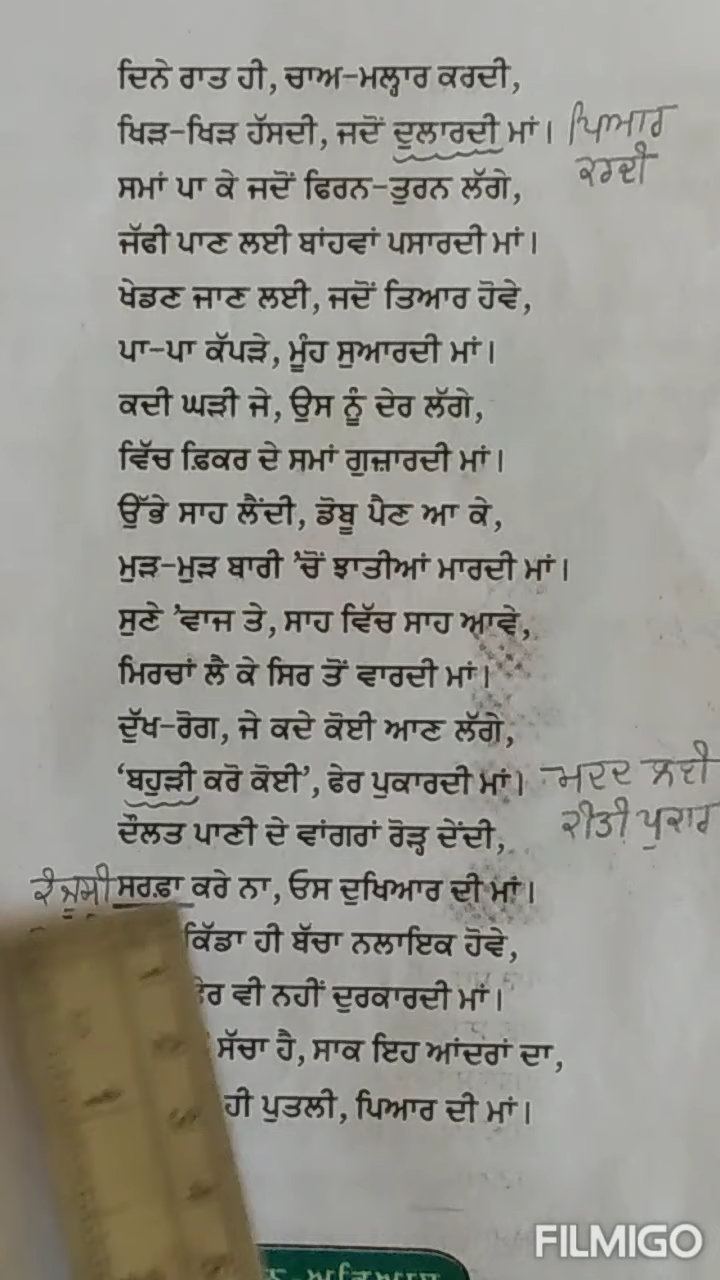 ਦਿਨੇ ਰਾਤ ਹੀ, ਚਾਅ-ਮਲ੍ਹਾਰ ਕਰਦੀ,
ਖਿੜ-ਖਿੜ ਹੱਸਦੀ, ਜਦੋਂ ਦੁਲਾਰਦੀ ਮਾਂ। ਪਿਆਰ
ਕਰਦੀ
ਸਮਾਂ ਪਾ ਕੇ ਜਦੋਂ ਫਿਰਨ-ਤੁਰਨ ਲੱਗੇ,
ਜੱਫੀ ਪਾਣ ਲਈ ਬਾਂਹਵਾਂ ਪਸਾਰਦੀ ਮਾਂ।
ਖੇਡਣ ਜਾਣ ਲਈ, ਜਦੋਂ ਤਿਆਰ ਹੋਵੇ,
ਪਾ-ਪਾ ਕੱਪੜੇ, ਮੂੰਹ ਸੁਆਰਦੀ ਮਾਂ।
ਕਦੀ ਘੜੀ ਜੇ, ਉਸ ਨੂੰ ਦੇਰ ਲੱਗੇ,
ਵਿੱਚ ਫ਼ਿਕਰ ਦੇ ਸਮਾਂ ਗੁਜ਼ਾਰਦੀ ਮਾਂ।
ਉੱਭੇ ਸਾਹ ਲੈਂਦੀ, ਡੋਬੂ ਪੈਣ ਆ ਕੇ,
ਮੁੜ-ਮੁੜ ਬਾਰੀ 'ਚੋਂ ਝਾਤੀਆਂ ਮਾਰਦੀ ਮਾਂ।
ਸੁਣੇ 'ਵਾਜ ਤੇ, ਸਾਹ ਵਿੱਚ ਸਾਹ ਆਵੇ,
ਮਿਰਚਾਂ ਲੈ ਕੇ ਸਿਰ ਤੋਂ ਵਾਰਦੀ ਮਾਂ।
ਦੁੱਖ-ਰੋਗ, ਜੇ ਕਦੇ ਕੋਈ ਆਣ ਲੱਗੇ,
'ਬਹੁੜੀ ਕਰੋ ਕੋਈ', ਫੇਰ ਪੁਕਾਰਦੀ ਮਾਂ। ਮਦਦ ਲਈ
ਕੀਤੀ ਪੁਕਾਰ
ਦੌਲਤ ਪਾਣੀ ਦੇ ਵਾਂਗਰਾਂ ਰੋੜ੍ਹ ਦੇਂਦੀ,
ਕੰਜੂਸੀ ਸਰਫ਼ਾ ਕਰੇ ਨਾ, ਓਸ ਦੁਖਿਆਰ ਦੀ ਮਾਂ।
ਕਿੱਡਾ ਹੀ ਬੱਚਾ ਨਲਾਇਕ ਹੋਵੇ,
ਵੀ ਨਹੀਂ ਦੁਰਕਾਰਦੀ ਮਾਂ।
ਸੱਚਾ ਹੈ, ਸਾਕ ਇਹ ਆਂਦਰਾਂ ਦਾ,
ਹੀ ਪੁਤਲੀ, ਪਿਆਰ ਦੀ ਮਾਂ।
FILMIGO